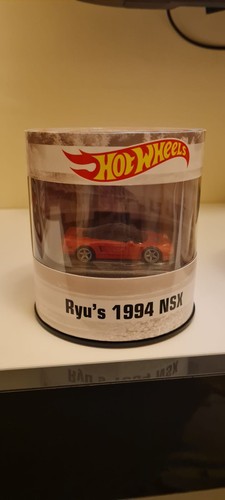 HOT WHEELS
Ryu's 1994 NSX